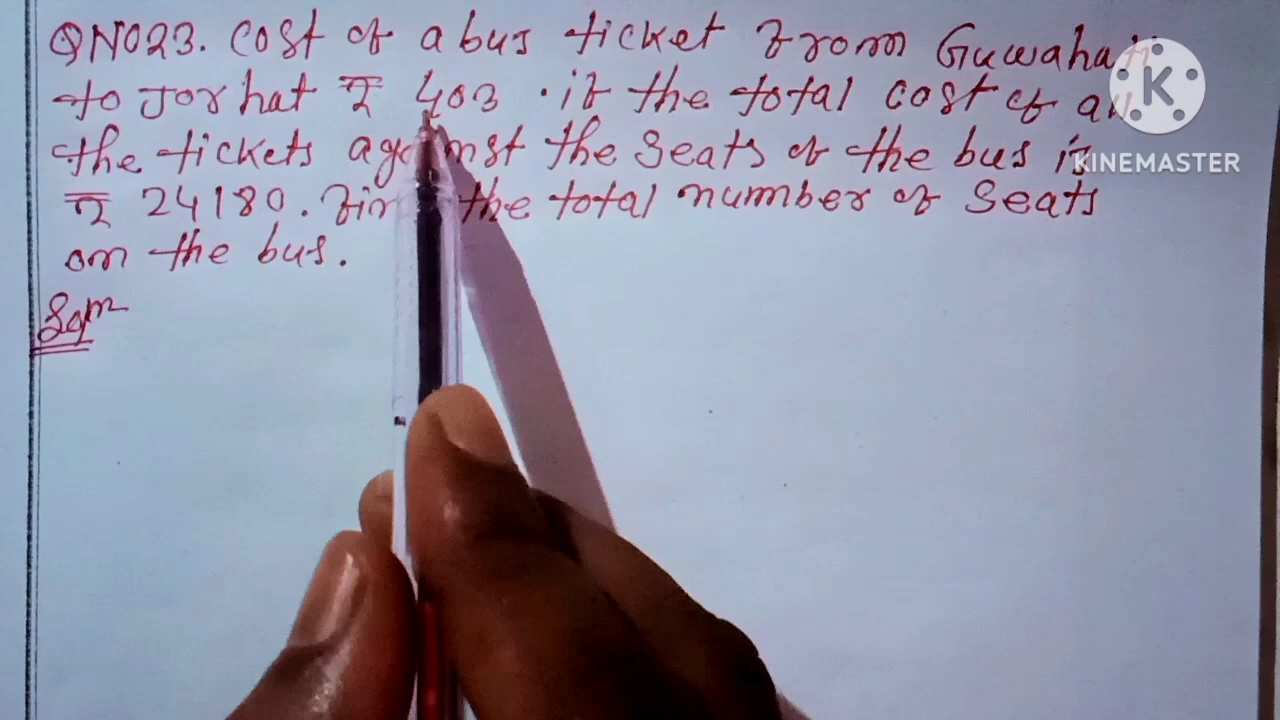 QNO23. Cost of a bus ticket from Guwahati
to Jorhat ₹ 403 . if the total cost of all
the tickets against the seats of the bus is
₹ 24180. Find the total number of seats
on the bus.
Solⁿ
K
KINEMASTER